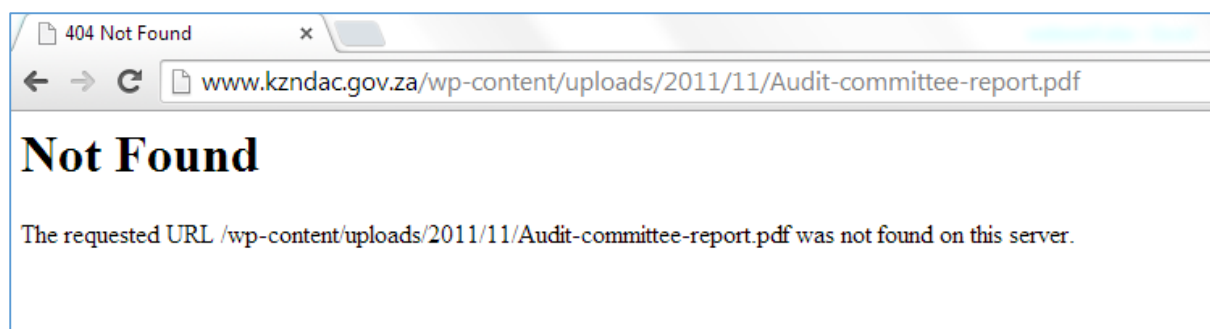 404 Not Found
www.kzndac.gov.za/wp-content/uploads/2011/11/Audit-committee-report.pdf
Not Found
The requested URL /wp-content/uploads/2011/11/Audit-committee-report.pdf was not found on this server.